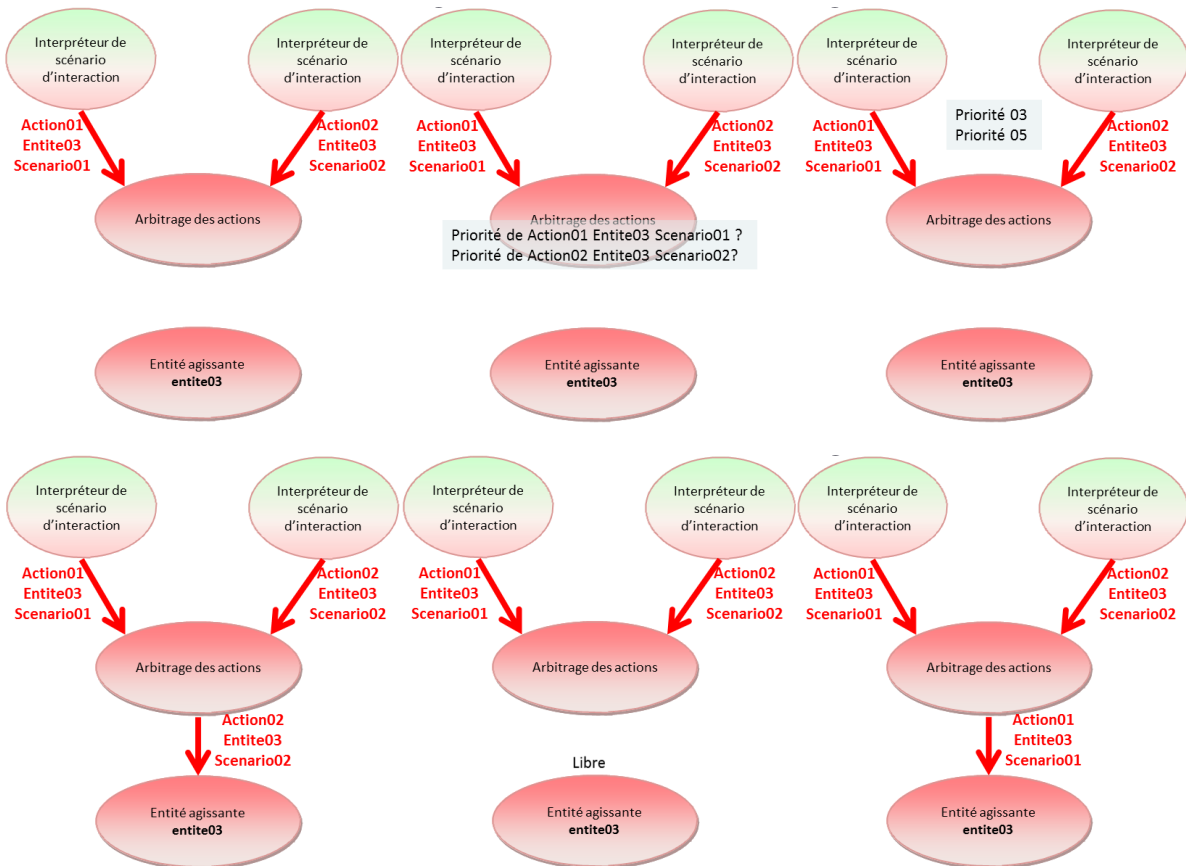 Interpréteur de
scénario
d'interaction
Interpréteur de
scénario
d'interaction
Action01
Entite03
Scenario01
Action02
Entite03
Scenario02
Arbitrage des actions
Entité agissante
entite03
Interpréteur de
scénario
d'interaction
Interpréteur de
scénario
d'interaction
Action01
Entite03
Scenario01
Action02
Entite03
Scenario02
Arbitrage des actions
Priorité de Action01 Entite03 Scenario01 ?
Priorité de Action02 Entite03 Scenario02?
Entité agissante
entite03
Interpréteur de
scénario
d'interaction
Interpréteur de
scénario
d'interaction
Priorité 03
Priorité 05
Action01
Entite03
Scenario01
Action02
Entite03
Scenario02
Arbitrage des actions
Entité agissante
entite03
Interpréteur de
scénario
d'interaction
Interpréteur de
scénario
d'interaction
Action01
Entite03
Scenario01
Action02
Entite03
Scenario02
Arbitrage des actions
Action02
Entite03
Scenario02
Entité agissante
entite03
Interpréteur de
scénario
d'interaction
Interpréteur de
scénario
d'interaction
Action01
Entite03
Scenario01
Action02
Entite03
Scenario02
Arbitrage des actions
Libre
Entité agissante
entite03
Interpréteur de
scénario
d'interaction
Interpréteur de
scénario
d'interaction
Action01
Entite03
Scenario01
Action02
Entite03
Scenario02
Arbitrage des actions
Action01
Entite03
Scenario01
Entité agissante
entite03